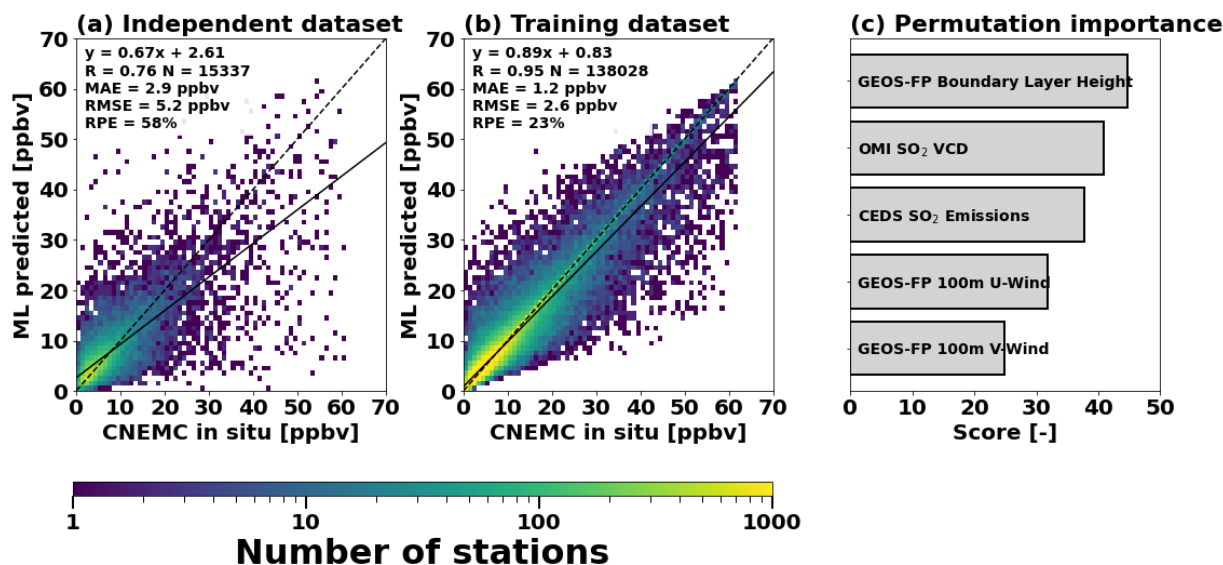 (a) Independent dataset
y = 0.67x + 2.61
R = 0.76 N = 15337
MAE = 2.9 ppbv
RMSE = 5.2 ppbv
RPE = 58%
ML predicted [ppbv]
70
60
50
40
30
20
10
0
0 10 20 30 40 50 60 70
CNEMC in situ [ppbv]
(b) Training dataset
y = 0.89x + 0.83
R = 0.95 N = 138028
MAE = 1.2 ppbv
RMSE = 2.6 ppbv
RPE = 23%
ML predicted [ppbv]
70
60
50
40
30
20
10
0
0 10 20 30 40 50 60 70
CNEMC in situ [ppbv]
(c) Permutation importance
GEOS-FP Boundary Layer Height
OMI SO₂ VCD
CEDS SO₂ Emissions
GEOS-FP 100m U-Wind
GEOS-FP 100m V-Wind
0 10 20 30 40 50
Score [-]
1 10 100 1000
Number of stations